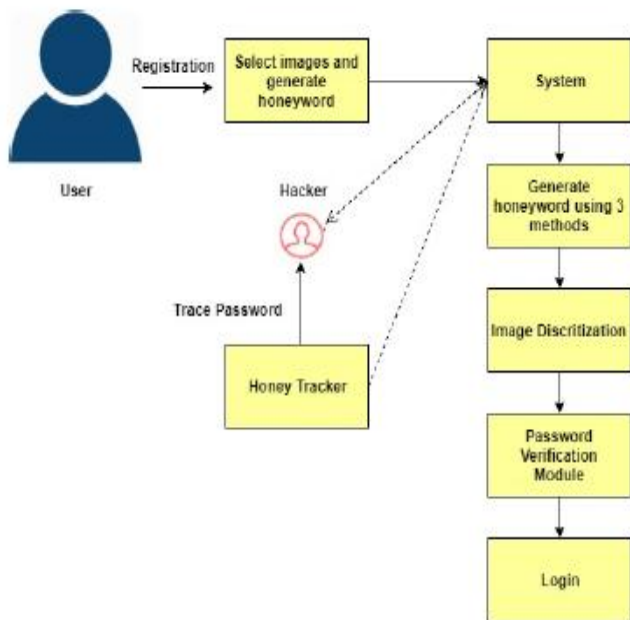 Registration
Select images and
generate
honeyword
System
User
Hacker
Generate
honeyword using 3
methods
Trace Password
Image Discritization
Honey Tracker
Password
Verification
Module
Login